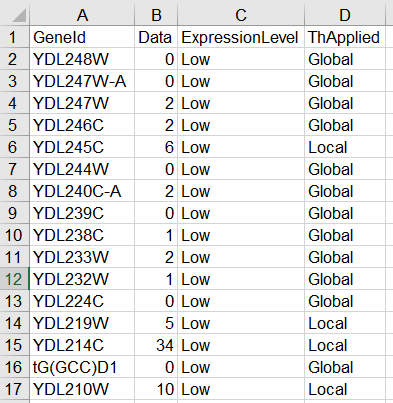 A B C D
1 GeneId Data ExpressionLevel ThApplied
2 YDL248W 0 Low Global
3 YDL247W-A 0 Low Global
4 YDL247W 2 Low Global
5 YDL246C 2 Low Global
6 YDL245C 6 Low Local
7 YDL244W 0 Low Global
8 YDL240C-A 2 Low Global
9 YDL239C 0 Low Global
10 YDL238C 1 Low Global
11 YDL233W 2 Low Global
12 YDL232W 1 Low Global
13 YDL224C 0 Low Global
14 YDL219W 5 Low Local
15 YDL214C 34 Low Local
16 tG(GCC)D1 0 Low Global
17 YDL210W 10 Low Local